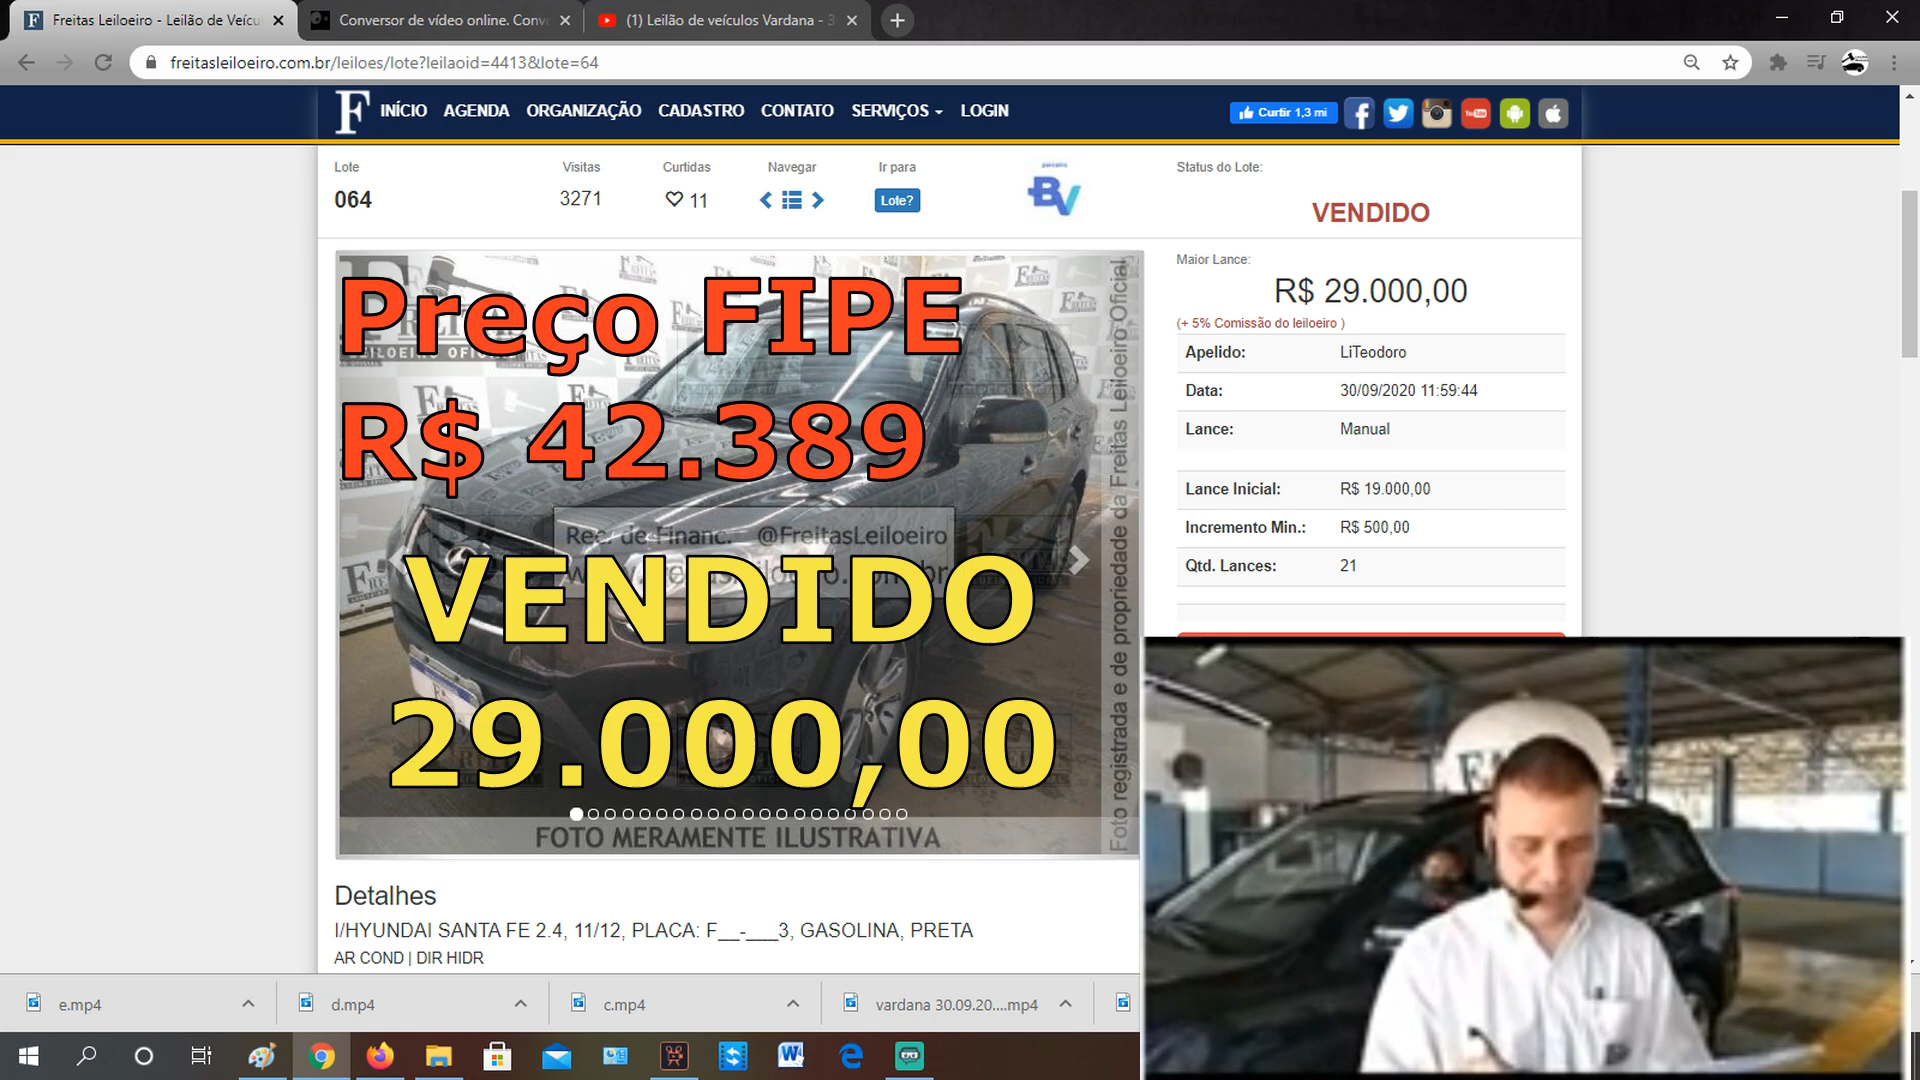 Freitas Leiloeiro - Leilão de Veícu
Conversor de vídeo online. Conv
(1) Leilão de veículos Vardana - 3
freitasleiloeiro.com.br/leiloes/lote?leilaoid=4413&lote=64
F INÍCIO AGENDA ORGANIZAÇÃO CADASTRO CONTATO SERVIÇOS LOGIN
Curtir 1,3 mi
Lote
064
Visitas
3271
Curtidas
11
Navegar
Ir para
Lote?
parceiro
BV
Status do Lote:
VENDIDO
Preço FIPE
R$ 42.389
Rec. de Financ. @FreitasLeiloeiro
VENDIDO
29.000,00
FOTO MERAMENTE ILUSTRATIVA
Foto registrada e de propriedade da Freitas Leiloeiro Oficial
Maior Lance:
R$ 29.000,00
(+ 5% Comissão do leiloeiro )
Apelido: LiTeodoro
Data: 30/09/2020 11:59:44
Lance: Manual
Lance Inicial: R$ 19.000,00
Incremento Min.: R$ 500,00
Qtd. Lances: 21
Detalhes
I/HYUNDAI SANTA FE 2.4, 11/12, PLACA: F__-___3, GASOLINA, PRETA
AR COND | DIR HIDR
e.mp4
d.mp4
c.mp4
vardana 30.09.20....mp4